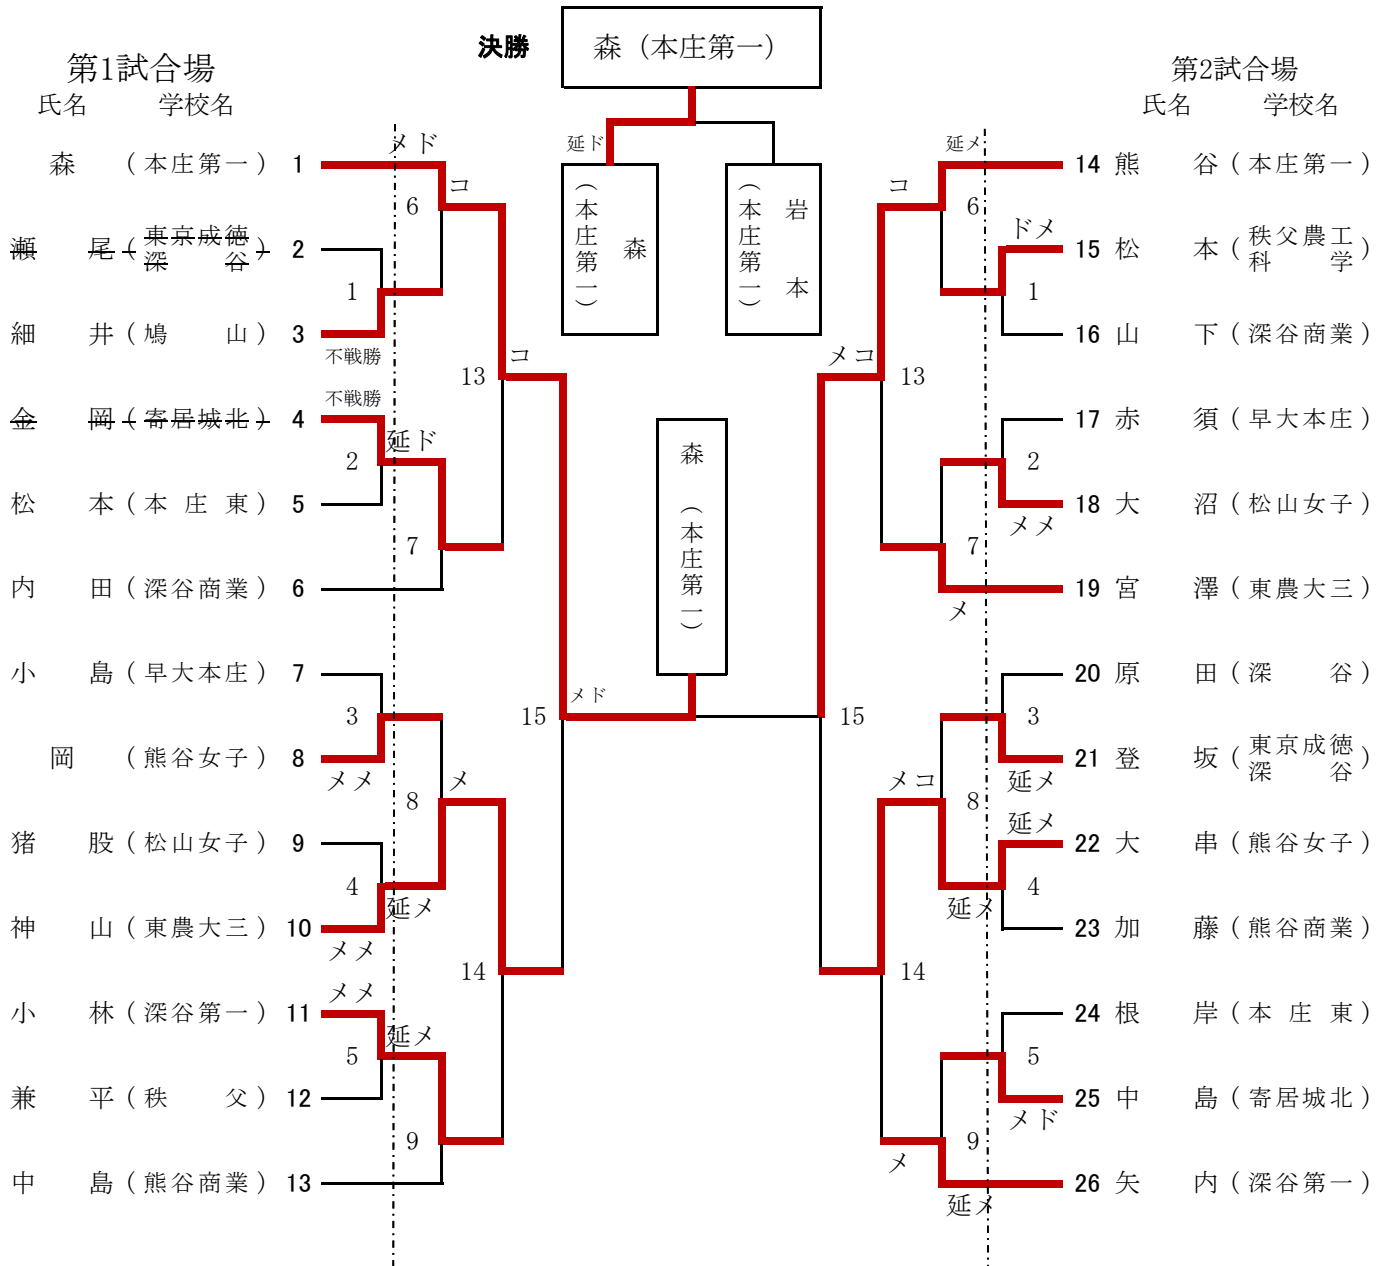 決勝
森（本庄第一）
第1試合場
氏名 学校名
第2試合場
氏名 学校名
延ド
森
（本庄第一）
岩本
（本庄第一）
森（本庄第一）
メド
15
15
森（本庄第一）1
メド
6
コ
瀬尾（東京成徳深谷）2
1
細井（鳩山）3
不戦勝
13
コ
不戦勝
金岡（寄居城北）4
延ド
2
松本（本庄東）5
7
内田（深谷商業）6
小島（早大本庄）7
3
岡（熊谷女子）8
メメ
8
メ
猪股（松山女子）9
4
延メ
神山（東農大三）10
メメ
14
メメ
小林（深谷第一）11
延メ
5
兼平（秩父）12
9
中島（熊谷商業）13
延メ
14 熊谷（本庄第一）
コ
6
ドメ
15 松本（秩父農工科学）
1
16 山下（深谷商業）
メコ
13
17 赤須（早大本庄）
2
18 大沼（松山女子）
メメ
7
19 宮澤（東農大三）
メ
20 原田（深谷）
3
21 登坂（東京成徳深谷）
延メ
メコ
8
延メ
22 大串（熊谷女子）
4
延メ
23 加藤（熊谷商業）
14
24 根岸（本庄東）
5
25 中島（寄居城北）
メド
9
メ
26 矢内（深谷第一）
延メ